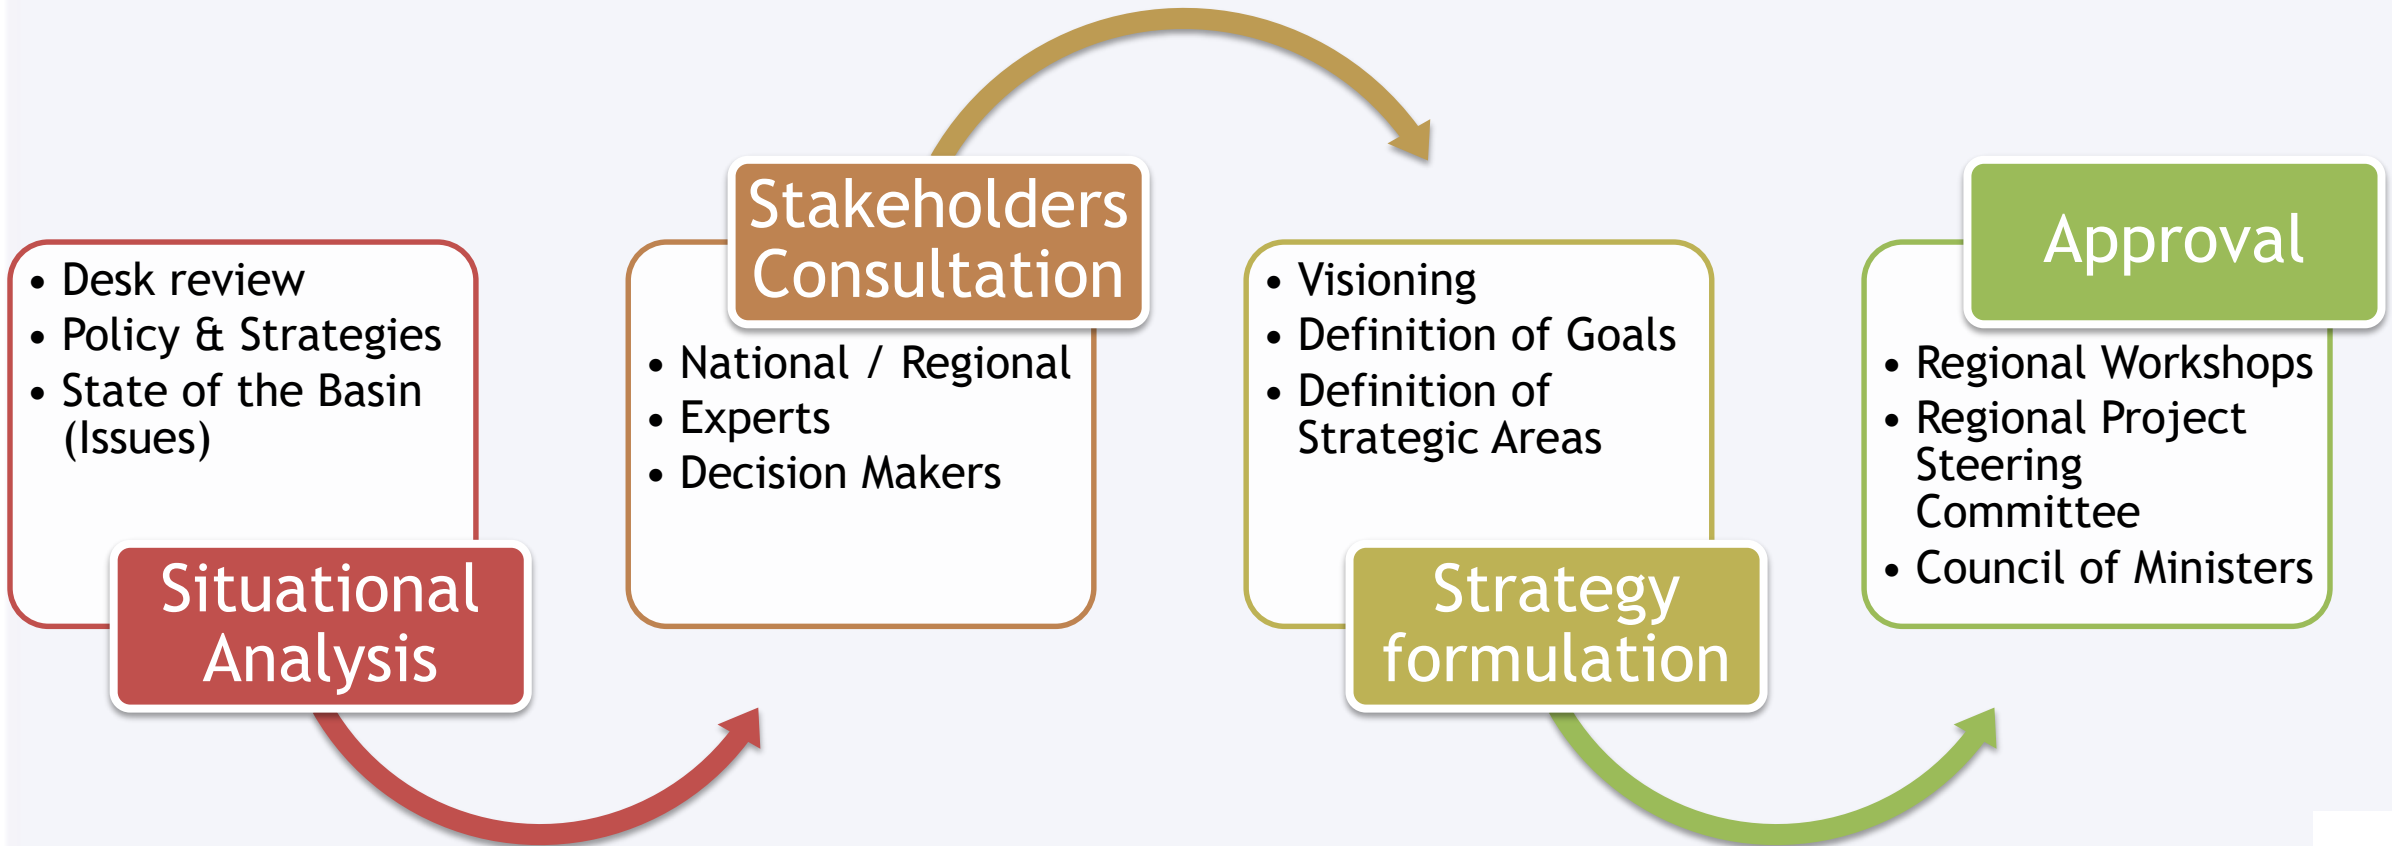 • Desk review
• Policy & Strategies
• State of the Basin
(Issues)
Situational
Analysis
Stakeholders
Consultation
• National / Regional
• Experts
• Decision Makers
• Visioning
• Definition of Goals
• Definition of
Strategic Areas
Strategy
formulation
Approval
• Regional Workshops
• Regional Project
Steering
Committee
• Council of Ministers